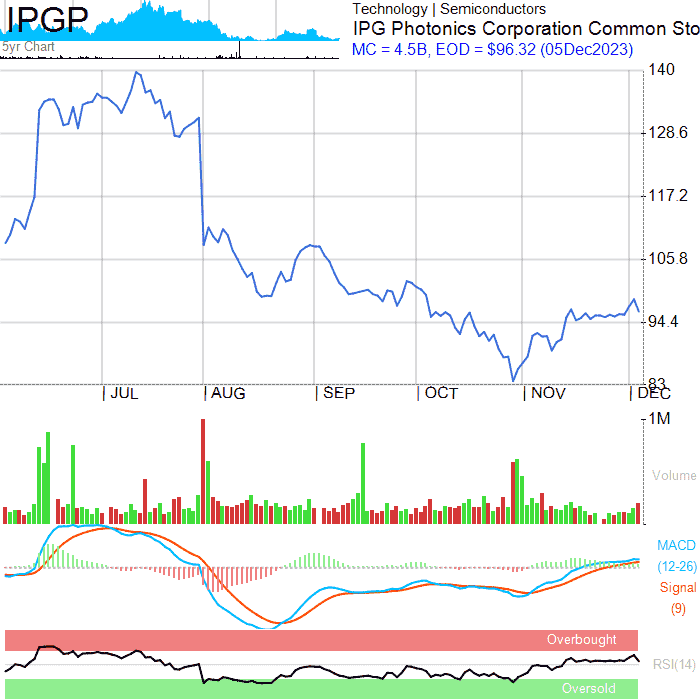 IPGP
5yr Chart
Technology | Semiconductors
IPG Photonics Corporation Common Sto
MC = 4.5B, EOD = $96.32 (05Dec2023)
140
128.6
117.2
105.8
94.4
83
| JUL | AUG | SEP | OCT | NOV | DEC
1M
Volume
MACD
(12-26)
Signal
(9)
Overbought
RSI(14)
Oversold